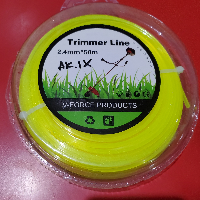 Trimmer Line
2.4mm*50m
AK.1X
V-FORCE PRODUCTS